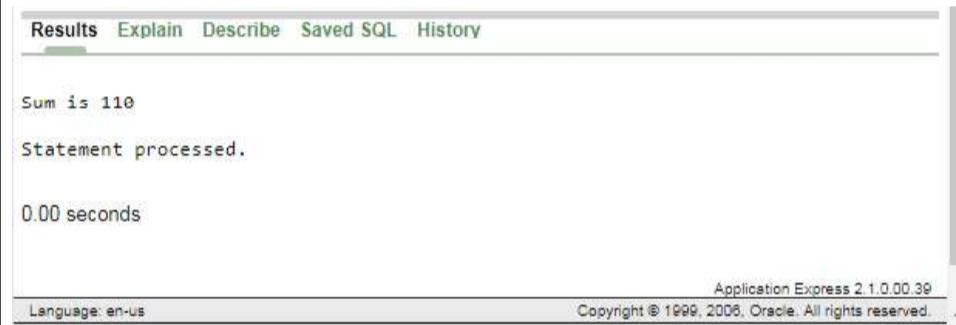 Results Explain Describe Saved SQL History
Sum is 110
Statement processed.
0.00 seconds
Application Express 2.1.0.00.39
Language: en-us Copyright © 1999, 2006, Oracle. All rights reserved.